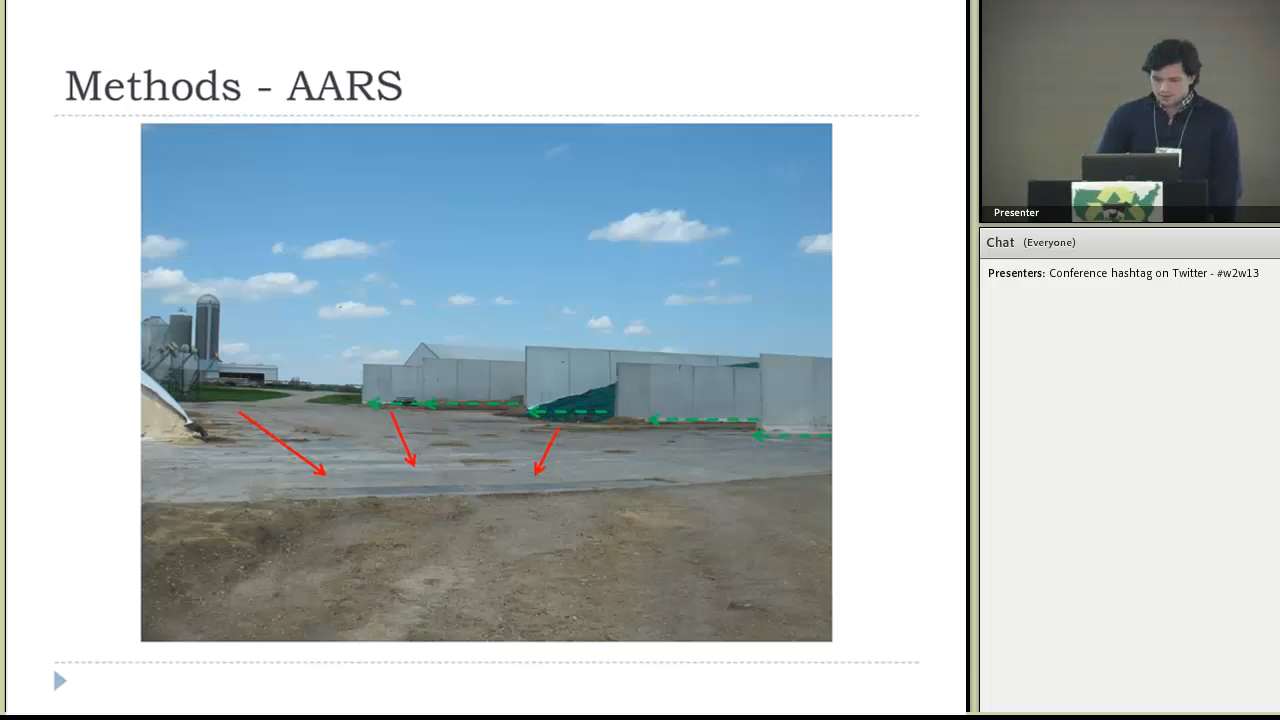 Methods - AARS
Presenter
Chat (Everyone)
Presenters: Conference hashtag on Twitter - #w2w13